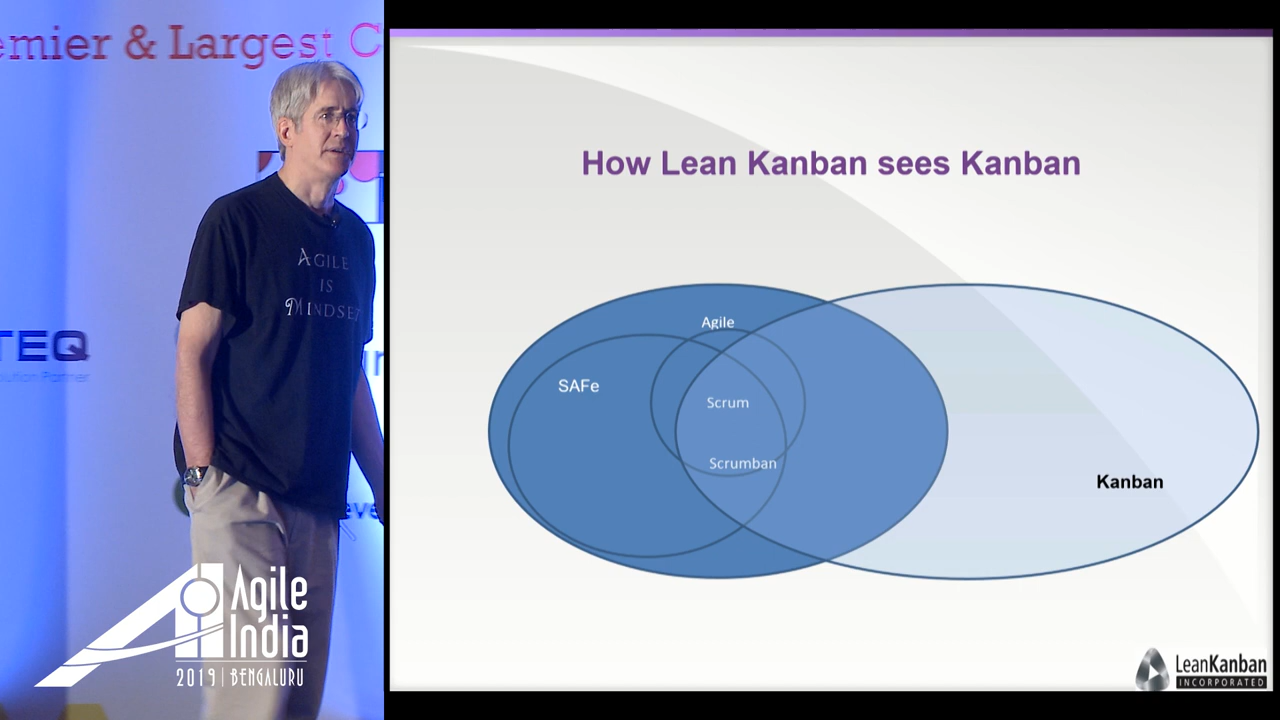 emier & Largest C
TEQ
AGILE
IS
MINDSET
Agile
India
2019 | BENGALURU
How Lean Kanban sees Kanban
Agile
SAFe
Scrum
Scrumban
Kanban
LeanKanban
INCORPORATED